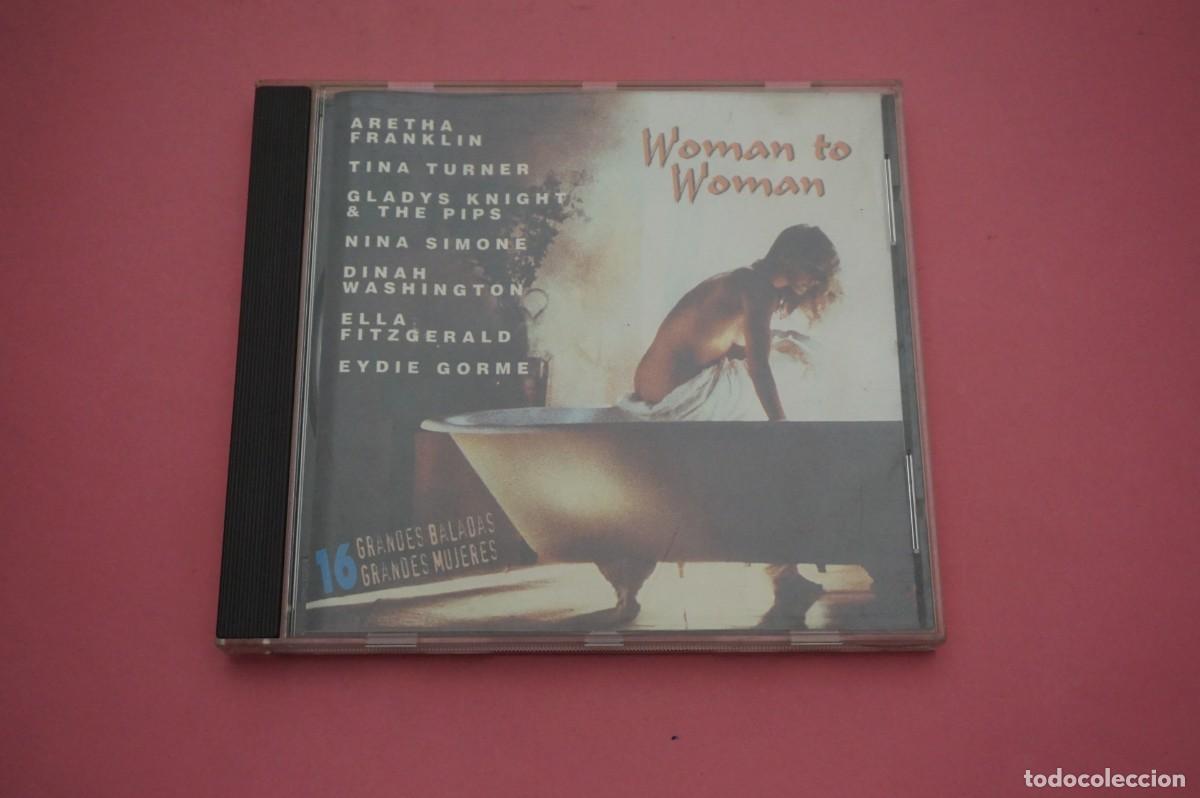 ARETHA
FRANKLIN
TINA TURNER
GLADYS KNIGHT
& THE PIPS
NINA SIMONE
DINAH
WASHINGTON
ELLA
FITZGERALD
EYDIE GORME
Woman to
Woman
16 GRANDES BALADAS
GRANDES MUJERES
todocoleccion